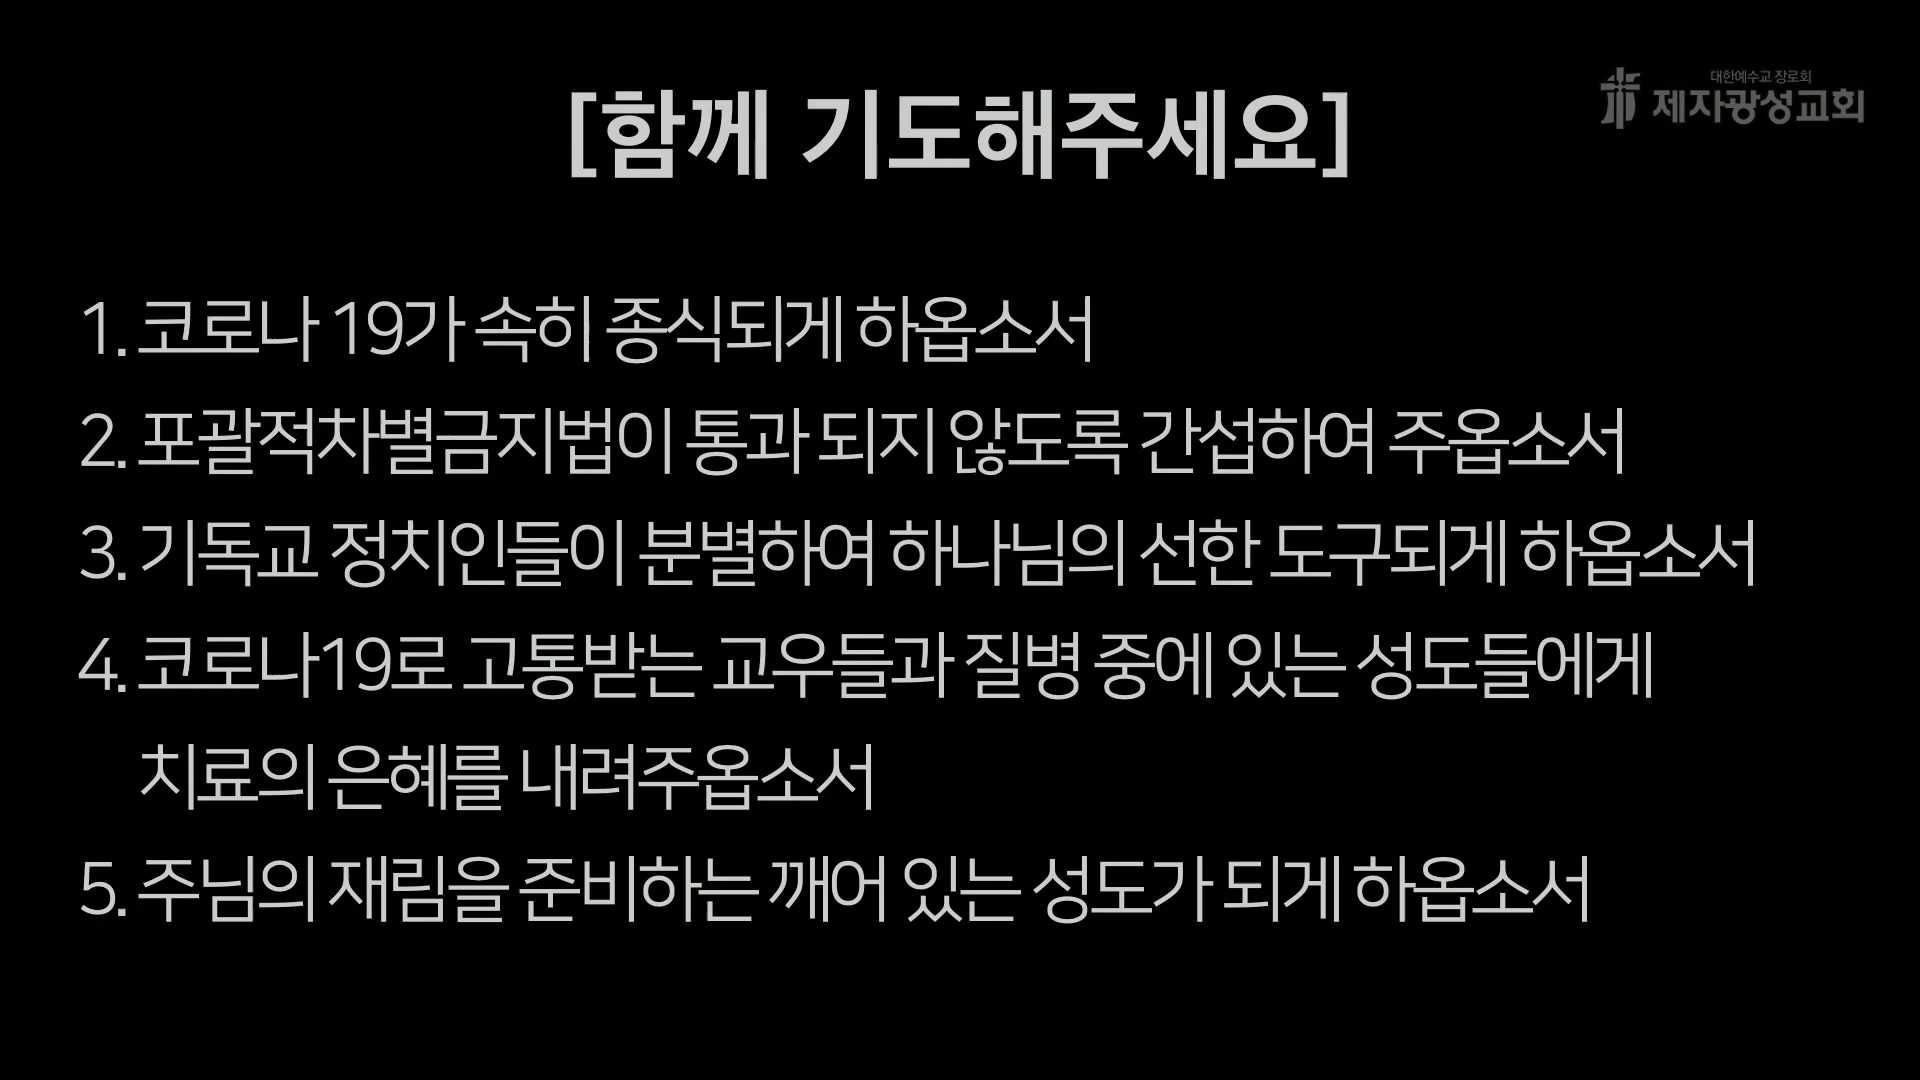 [함께 기도해주세요]
대한예수교 장로회
제자광성교회
1. 코로나 19가 속히 종식되게 하옵소서
2. 포괄적차별금지법이 통과 되지 않도록 간섭하여 주옵소서
3. 기독교 정치인들이 분별하여 하나님의 선한 도구되게 하옵소서
4. 코로나19로 고통받는 교우들과 질병 중에 있는 성도들에게
치료의 은혜를 내려주옵소서
5. 주님의 재림을 준비하는 깨어 있는 성도가 되게 하옵소서